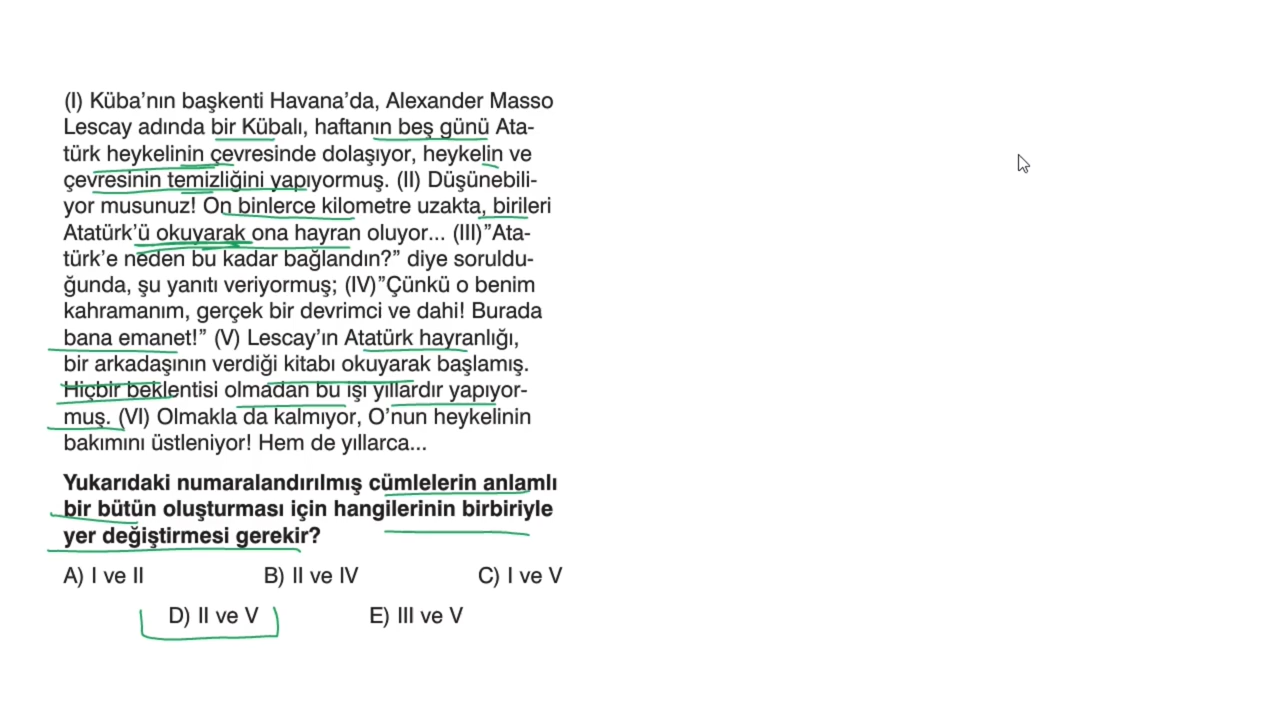 (I) Küba’nın başkenti Havana’da, Alexander Masso
Lescay adında bir Kübalı, haftanın beş günü Ata-
türk heykelinin çevresinde dolaşıyor, heykelin ve
çevresinin temizliğini yapıyormuş. (II) Düşünebili-
yor musunuz! On binlerce kilometre uzakta, birileri
Atatürk’ü okuyarak ona hayran oluyor... (III)”Ata-
türk’e neden bu kadar bağlandın?” diye soruldu-
ğunda, şu yanıtı veriyormuş; (IV)”Çünkü o benim
kahramanım, gerçek bir devrimci ve dahi! Burada
bana emanet!” (V) Lescay’ın Atatürk hayranlığı,
bir arkadaşının verdiği kitabı okuyarak başlamış.
Hiçbir beklentisi olmadan bu işi yıllardır yapıyor-
muş. (VI) Olmakla da kalmıyor, O’nun heykelinin
bakımını üstleniyor! Hem de yıllarca...
Yukarıdaki numaralandırılmış cümlelerin anlamlı
bir bütün oluşturması için hangilerinin birbiriyle
yer değiştirmesi gerekir?
A) I ve II B) II ve IV C) I ve V
D) II ve V E) III ve V